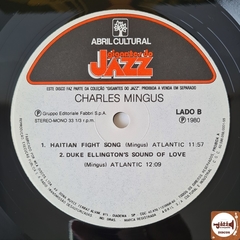 ABRIL CULTURAL
gigantes do
JAZZ
ESTE DISCO FAZ PARTE DA COLEÇÃO "GIGANTES DO JAZZ" PROIBIDA A VENDA EM SEPARADO
CHARLES MINGUS
℗ Gruppo Editoriale Fabbri S.p.A.
LADO B
STEREO-MONO 33 1/3 r.p.m.
℗ 1980
1. HAITIAN FIGHT SONG (Mingus) ATLANTIC 11:57
2. DUKE ELLINGTON'S SOUND OF LOVE
(Mingus) ATLANTIC 12:09